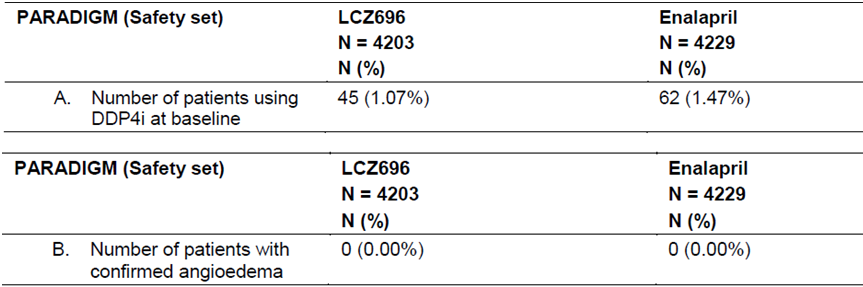 PARADIGM (Safety set) LCZ696 Enalapril
N = 4203 N = 4229
N (%) N (%)
A. Number of patients using 45 (1.07%) 62 (1.47%)
DDP4i at baseline
PARADIGM (Safety set) LCZ696 Enalapril
N = 4203 N = 4229
N (%) N (%)
B. Number of patients with 0 (0.00%) 0 (0.00%)
confirmed angioedema